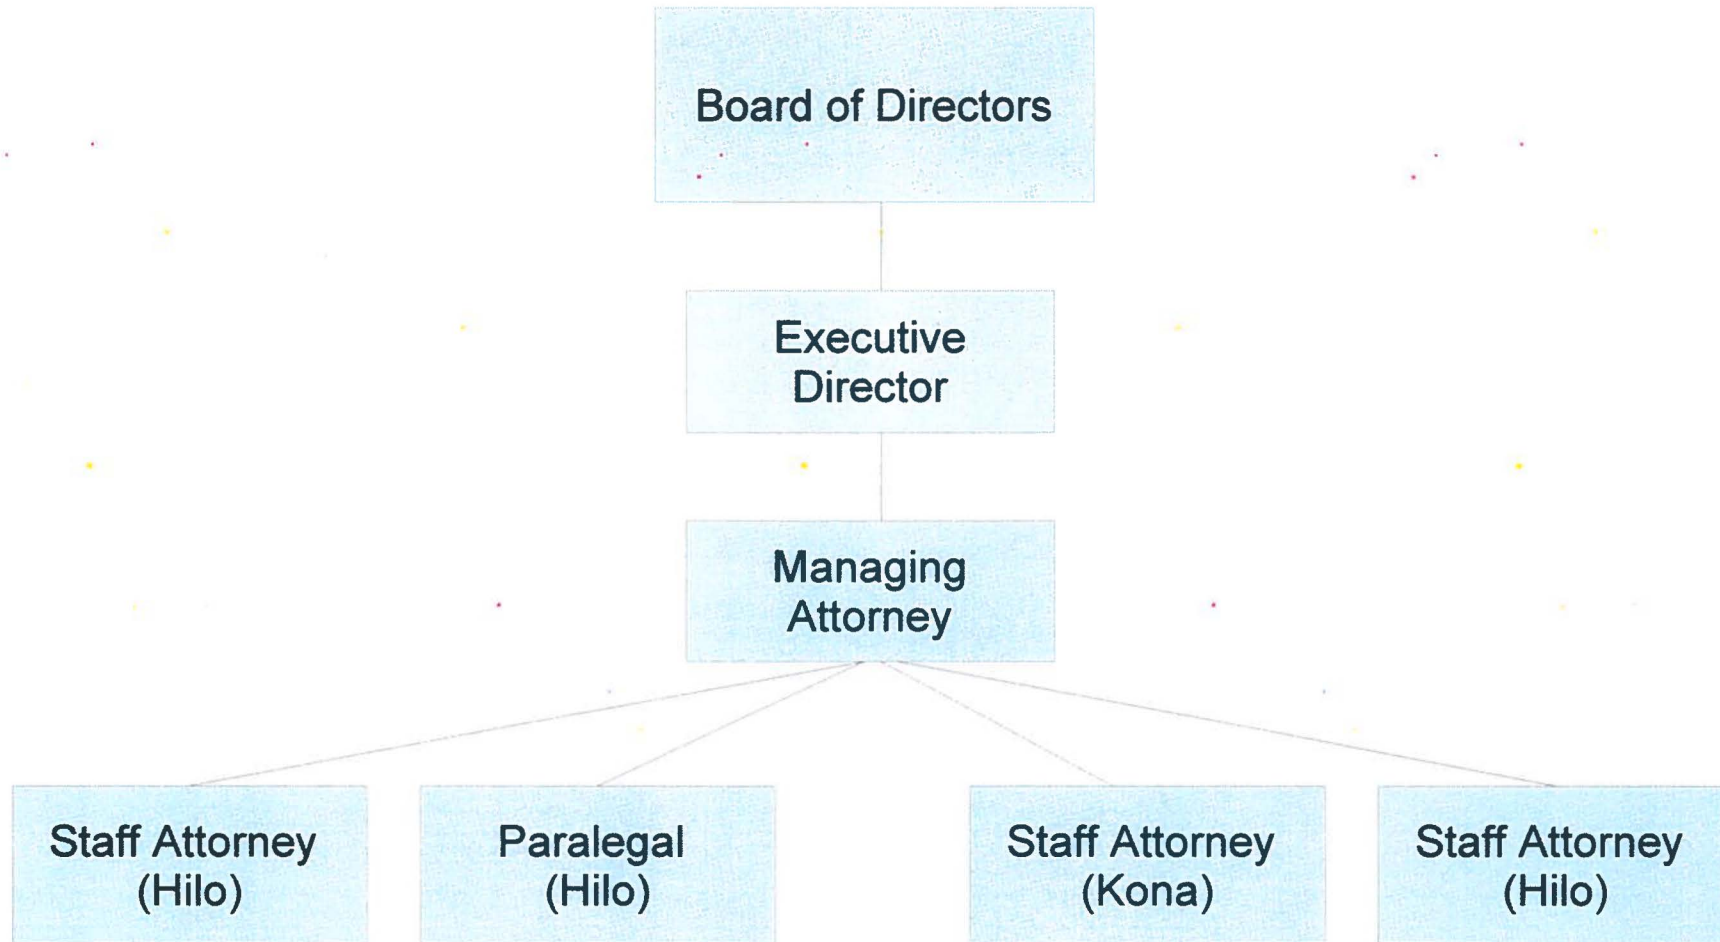 Board of Directors
Executive
Director
Managing
Attorney
Staff Attorney
(Hilo)
Paralegal
(Hilo)
Staff Attorney
(Kona)
Staff Attorney
(Hilo)